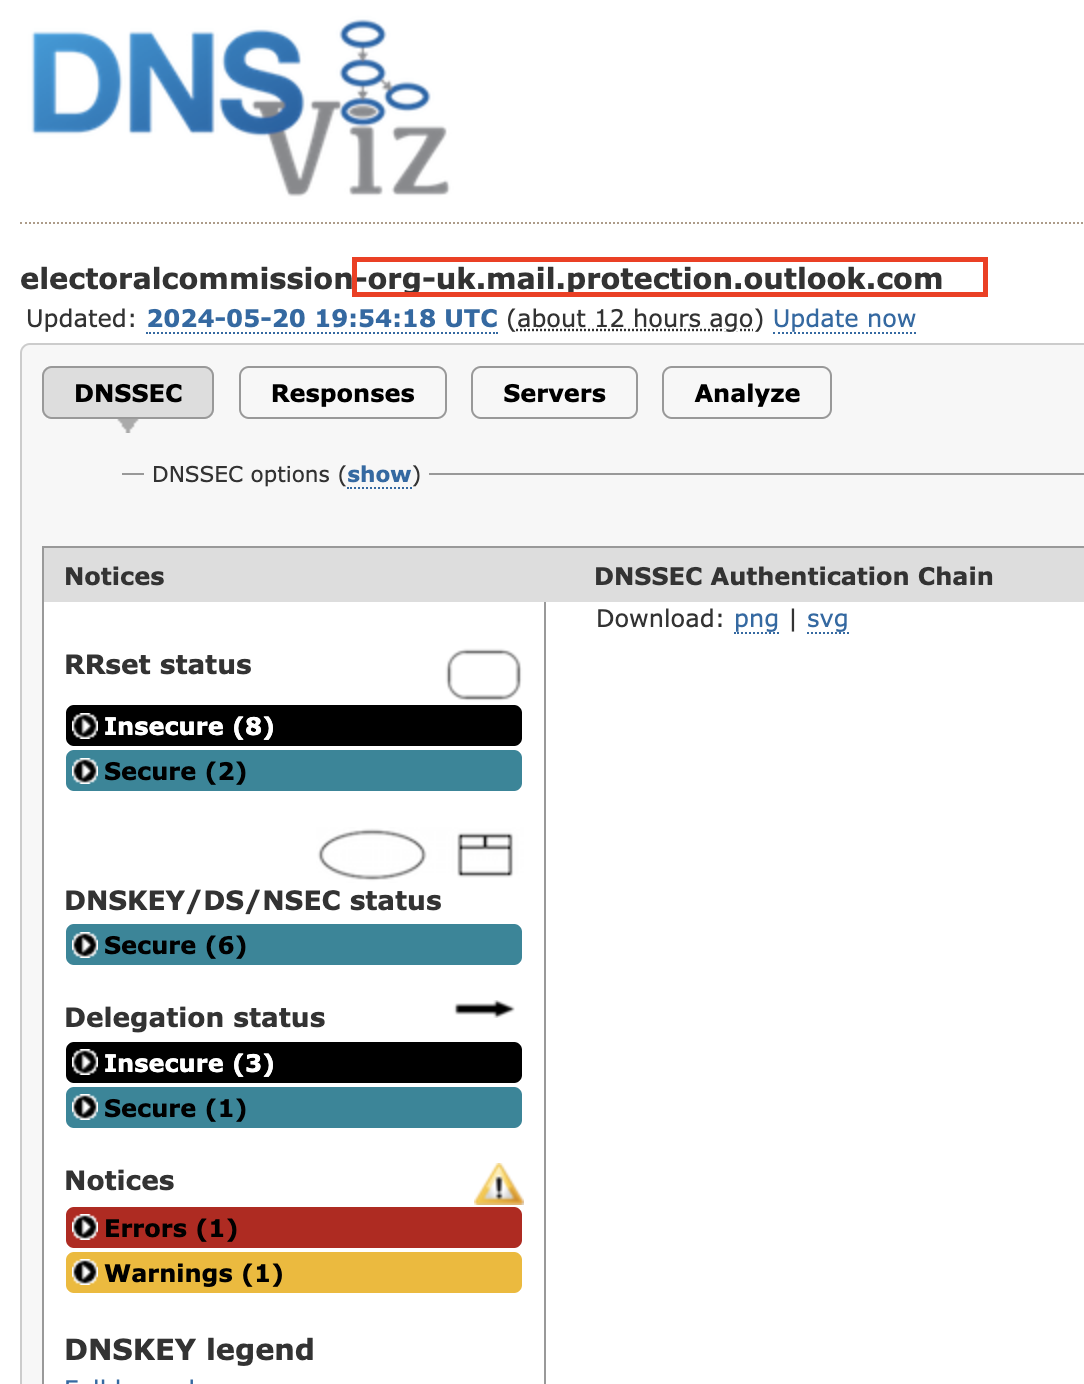 DNS
Viz
electoralcommission-org-uk.mail.protection.outlook.com
Updated: 2024-05-20 19:54:18 UTC (about 12 hours ago) Update now
DNSSEC Responses Servers Analyze
DNSSEC options (show)
Notices DNSSEC Authentication Chain
Download: png | svg
RRset status
Insecure (8)
Secure (2)
DNSKEY/DS/NSEC status
Secure (6)
Delegation status
Insecure (3)
Secure (1)
Notices
Errors (1)
Warnings (1)
DNSKEY legend